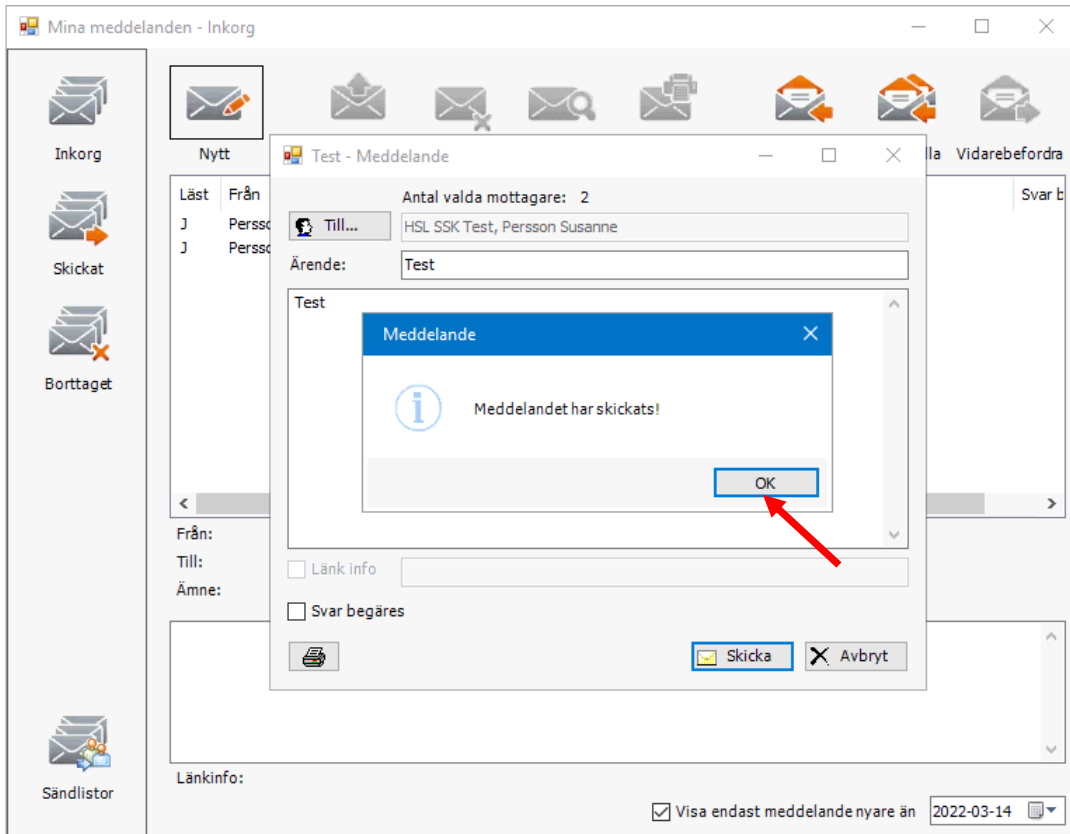 Mina meddelanden - Inkorg
Inkorg
Skickat
Borttaget
Sändlistor
Nytt
lla
Vidarebefordra
Läst Från Svar b
J Persso
J Persso
Test - Meddelande
Antal valda mottagare: 2
Till...
HSL SSK Test, Persson Susanne
Ärende:
Test
Test
Meddelande
Meddelandet har skickats!
OK
Länk info
Svar begäres
Skicka
Avbryt
Från:
Till:
Ämne:
Länkinfo:
Visa endast meddelande nyare än 2022-03-14